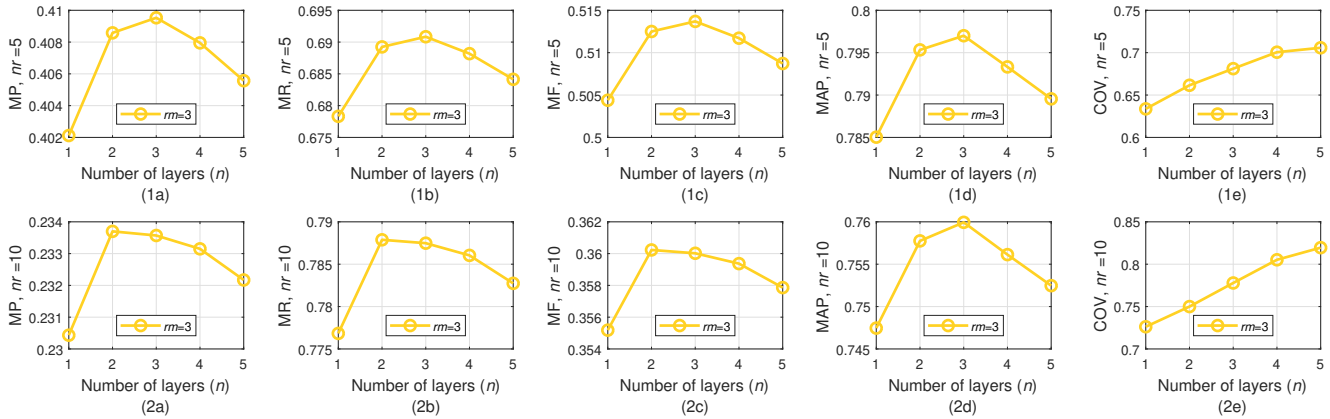 MP, nr =5
0.41
0.408
0.406
0.404
0.402
rm=3
1 2 3 4 5
Number of layers (n)
(1a)
MR, nr =5
0.695
0.69
0.685
0.68
0.675
rm=3
1 2 3 4 5
Number of layers (n)
(1b)
MF, nr =5
0.515
0.51
0.505
0.5
rm=3
1 2 3 4 5
Number of layers (n)
(1c)
MAP, nr =5
0.8
0.795
0.79
0.785
rm=3
1 2 3 4 5
Number of layers (n)
(1d)
COV, nr =5
0.75
0.7
0.65
0.6
rm=3
1 2 3 4 5
Number of layers (n)
(1e)
MP, nr =10
0.234
0.233
0.232
0.231
0.23
rm=3
1 2 3 4 5
Number of layers (n)
(2a)
MR, nr =10
0.79
0.785
0.78
0.775
rm=3
1 2 3 4 5
Number of layers (n)
(2b)
MF, nr =10
0.362
0.36
0.358
0.356
0.354
rm=3
1 2 3 4 5
Number of layers (n)
(2c)
MAP, nr =10
0.76
0.755
0.75
0.745
rm=3
1 2 3 4 5
Number of layers (n)
(2d)
COV, nr =10
0.85
0.8
0.75
0.7
rm=3
1 2 3 4 5
Number of layers (n)
(2e)